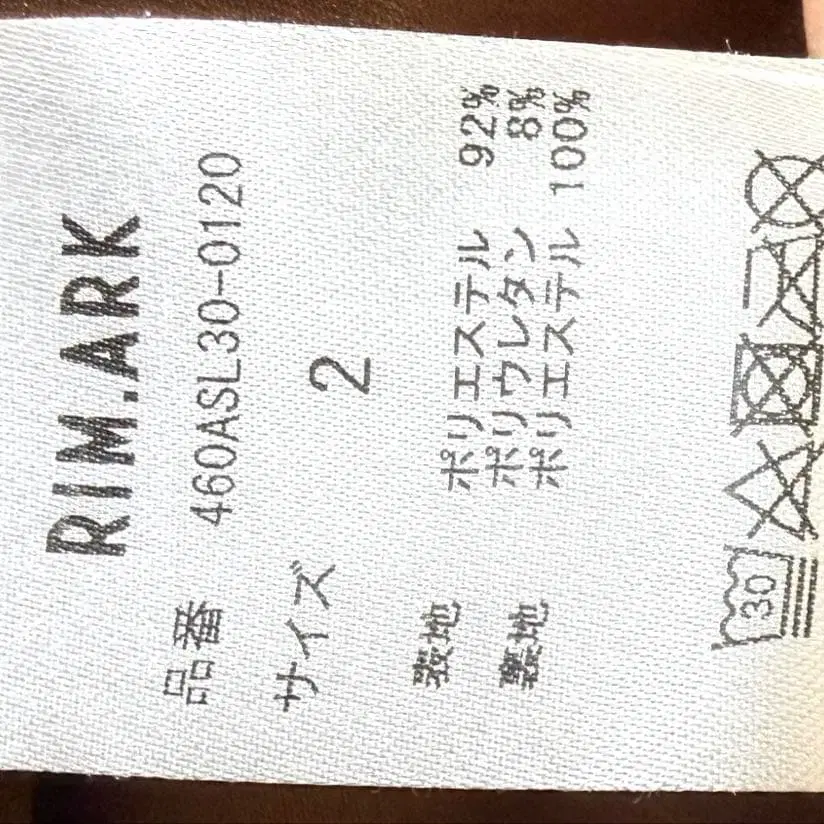 RIM.ARK
品番 460ASL30-0120
サイズ 2
表地 ポリエステル 92%
ポリウレタン 8%
裏地 ポリエステル 100%
30